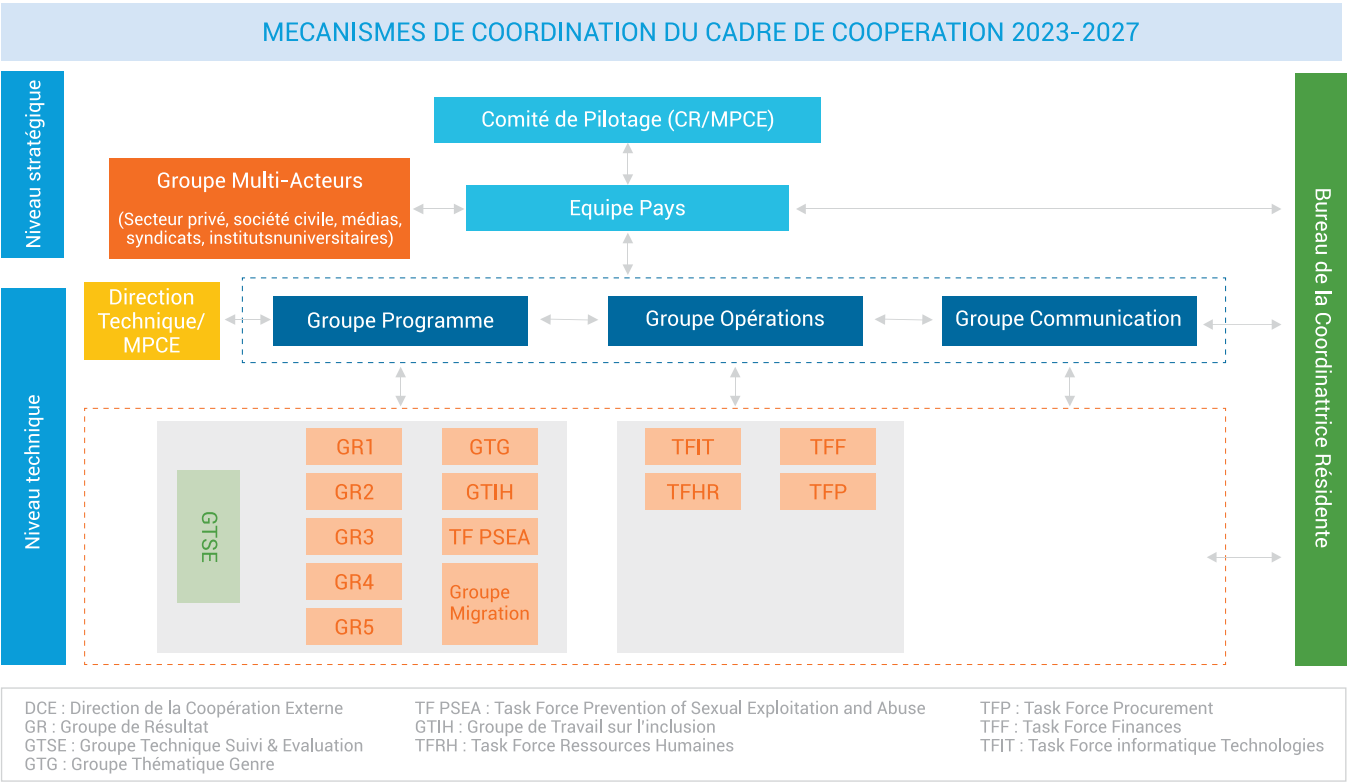 MECANISMES DE COORDINATION DU CADRE DE COOPERATION 2023-2027
Niveau stratégique
Comité de Pilotage (CR/MPCE)
Groupe Multi-Acteurs
(Secteur privé, société civile, médias,
syndicats, institutsnuniversitaires)
Equipe Pays
Bureau de la Coordinattrice Résidente
Niveau technique
Direction
Technique/
MPCE
Groupe Programme
Groupe Opérations
Groupe Communication
GTSE
GR1
GR2
GR3
GR4
GR5
GTG
GTIH
TF PSEA
Groupe
Migration
TFIT
TFF
TFHR
TFP
DCE : Direction de la Coopération Externe
GR : Groupe de Résultat
GTSE : Groupe Technique Suivi & Evaluation
GTG : Groupe Thématique Genre
TF PSEA : Task Force Prevention of Sexual Exploitation and Abuse
GTIH : Groupe de Travail sur l'inclusion
TFRH : Task Force Ressources Humaines
TFP : Task Force Procurement
TFF : Task Force Finances
TFIT : Task Force informatique Technologies